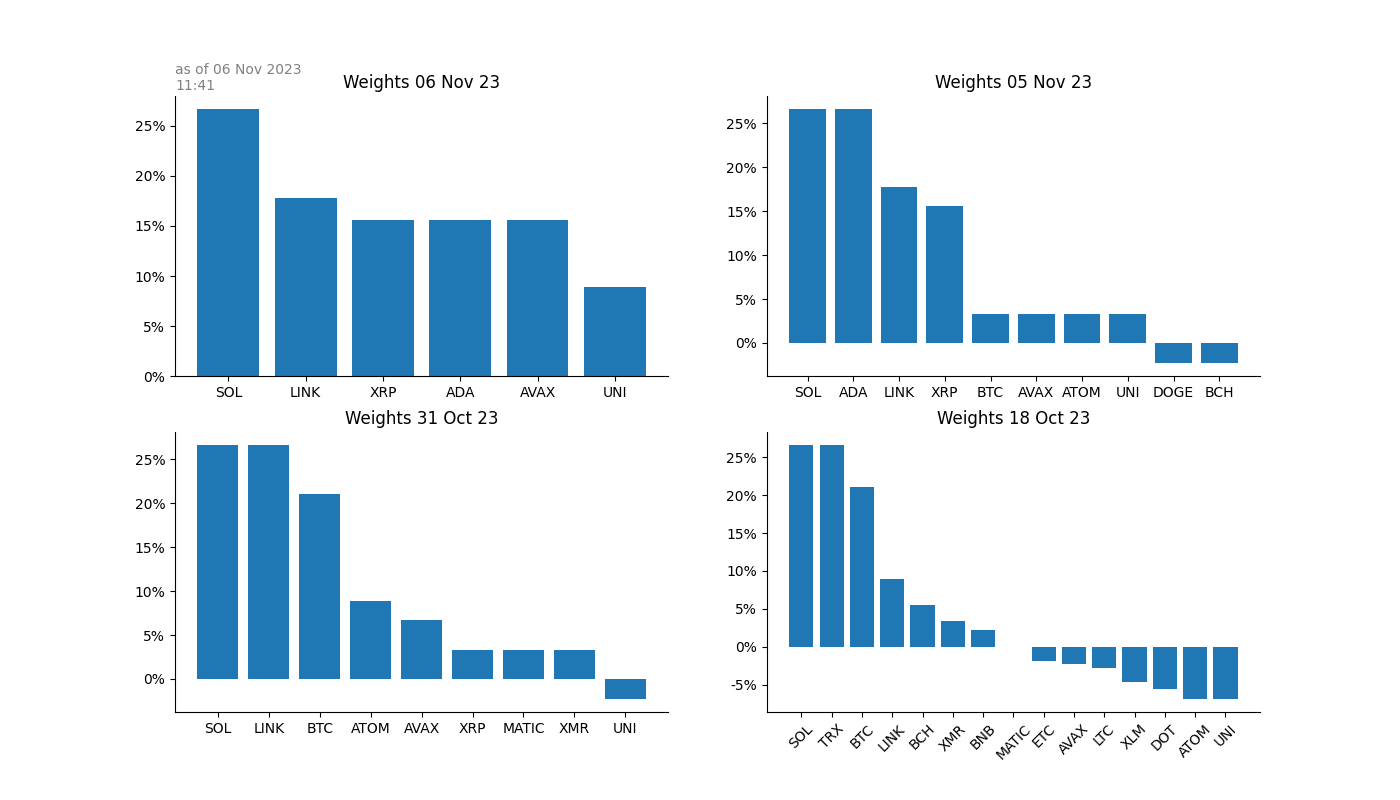 as of 06 Nov 2023
11:41
Weights 06 Nov 23
25%
20%
15%
10%
5%
0%
SOL LINK XRP ADA AVAX UNI
Weights 05 Nov 23
25%
20%
15%
10%
5%
0%
SOL ADA LINK XRP BTC AVAX ATOM UNI DOGE BCH
Weights 31 Oct 23
25%
20%
15%
10%
5%
0%
SOL LINK BTC ATOM AVAX XRP MATIC XMR UNI
Weights 18 Oct 23
25%
20%
15%
10%
5%
0%
-5%
SOL TRX BTC LINK BCH XMR BNB MATIC ETC AVAX LTC XLM DOT ATOM UNI